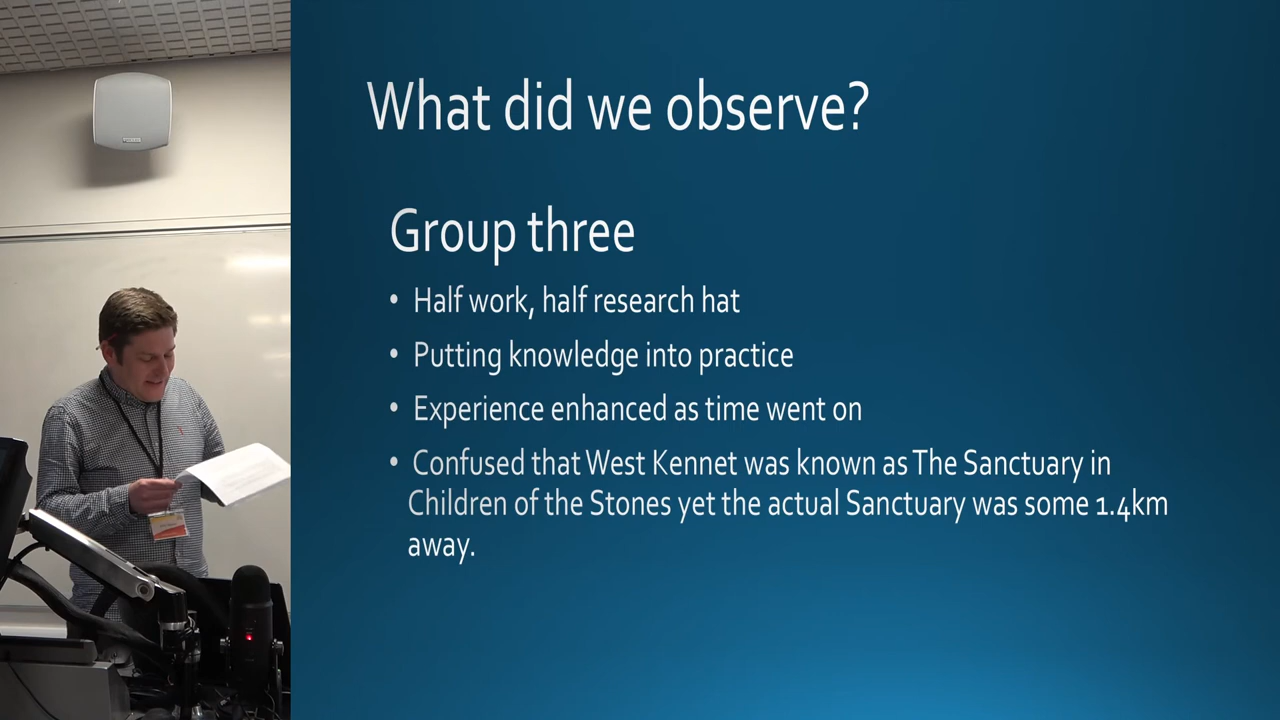 What did we observe?
Group three
• Half work, half research hat
• Putting knowledge into practice
• Experience enhanced as time went on
• Confused that West Kennet was known as The Sanctuary in
Children of the Stones yet the actual Sanctuary was some 1.4km
away.